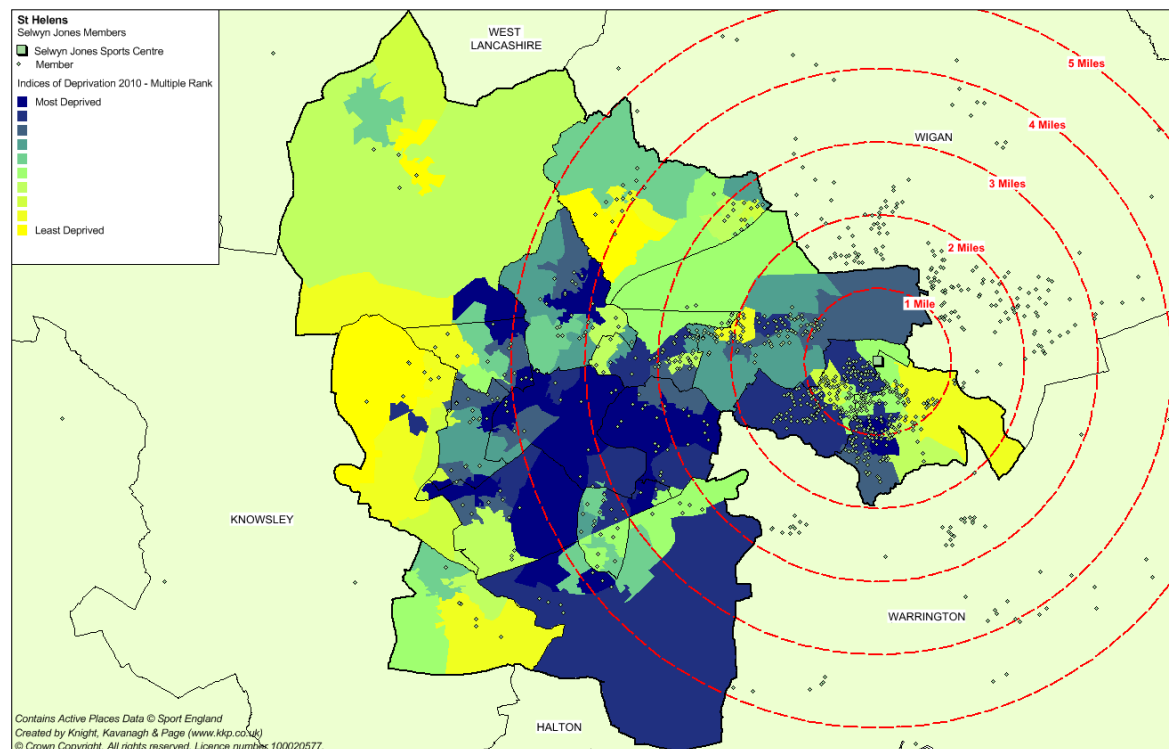 St Helens
Selwyn Jones Members
Selwyn Jones Sports Centre
Member
Indices of Deprivation 2010 - Multiple Rank
Most Deprived
Least Deprived
WEST
LANCASHIRE
5 Miles
4 Miles
WIGAN
3 Miles
2 Miles
1 Mile
KNOWSLEY
WARRINGTON
HALTON
Contains Active Places Data © Sport England
Created by Knight, Kavanagh & Page (www.kkp.co.uk)
© Crown Copyright. All rights reserved. Licence number 100020577.